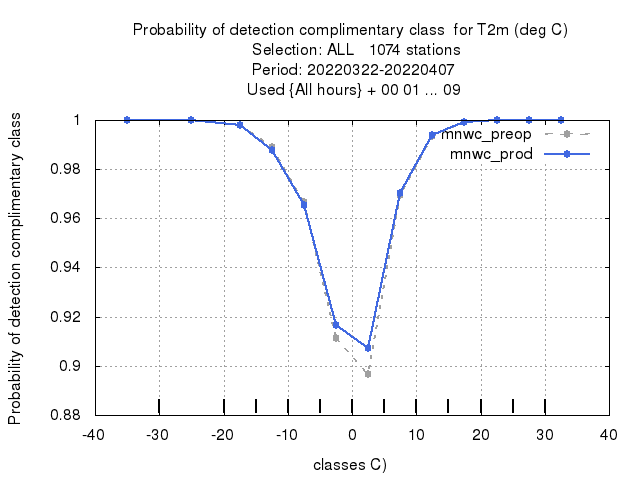 Probability of detection complimentary class  for T2m (deg C)
Selection: ALL   1074 stations
Period: 20220322-20220407
Used {All hours} + 00 01 ... 09
Probability of detection complimentary class
1
0.98
0.96
0.94
0.92
0.9
0.88
mnwc_preop
mnwc_prod
-40 -30 -20 -10 0 10 20 30 40
classes C)